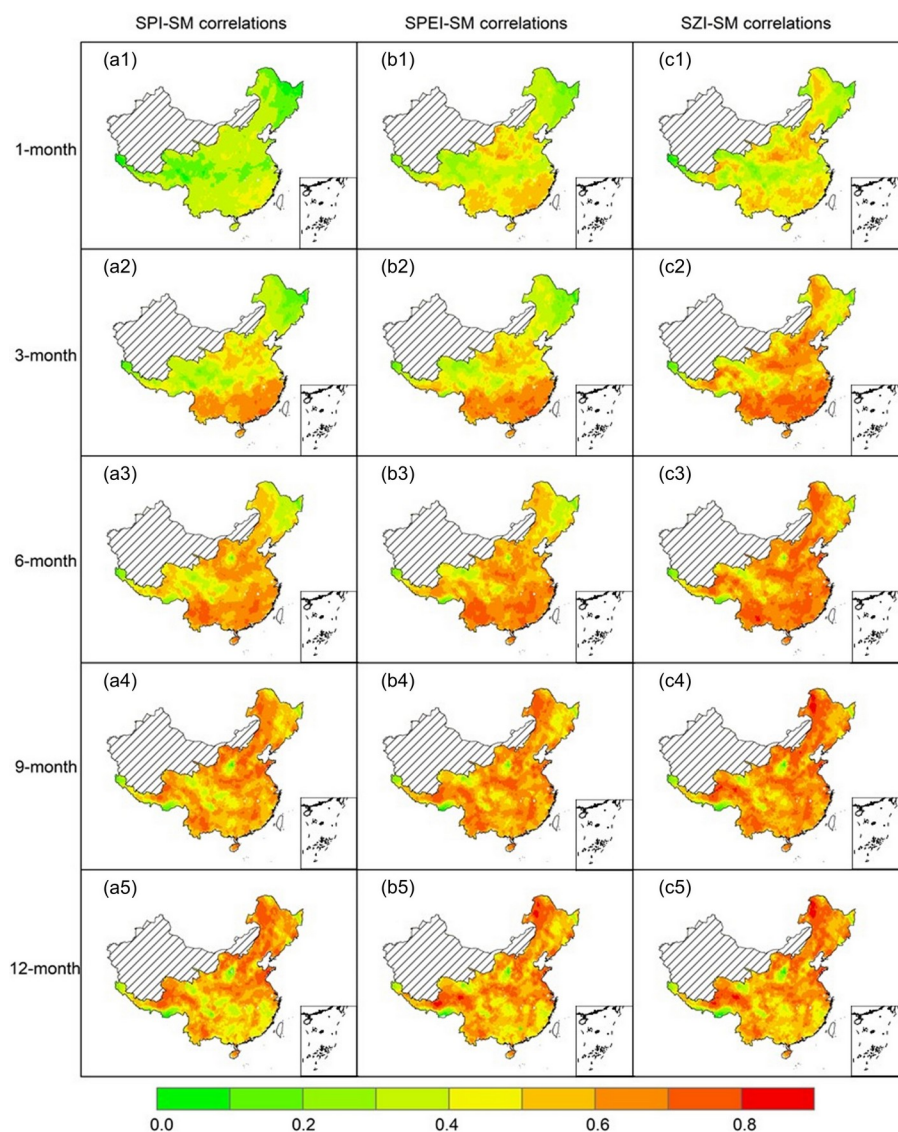 SPI-SM correlations SPEI-SM correlations SZI-SM correlations
(a1) (b1) (c1)
1-month
(a2) (b2) (c2)
3-month
(a3) (b3) (c3)
6-month
(a4) (b4) (c4)
9-month
(a5) (b5) (c5)
12-month
0.0 0.2 0.4 0.6 0.8